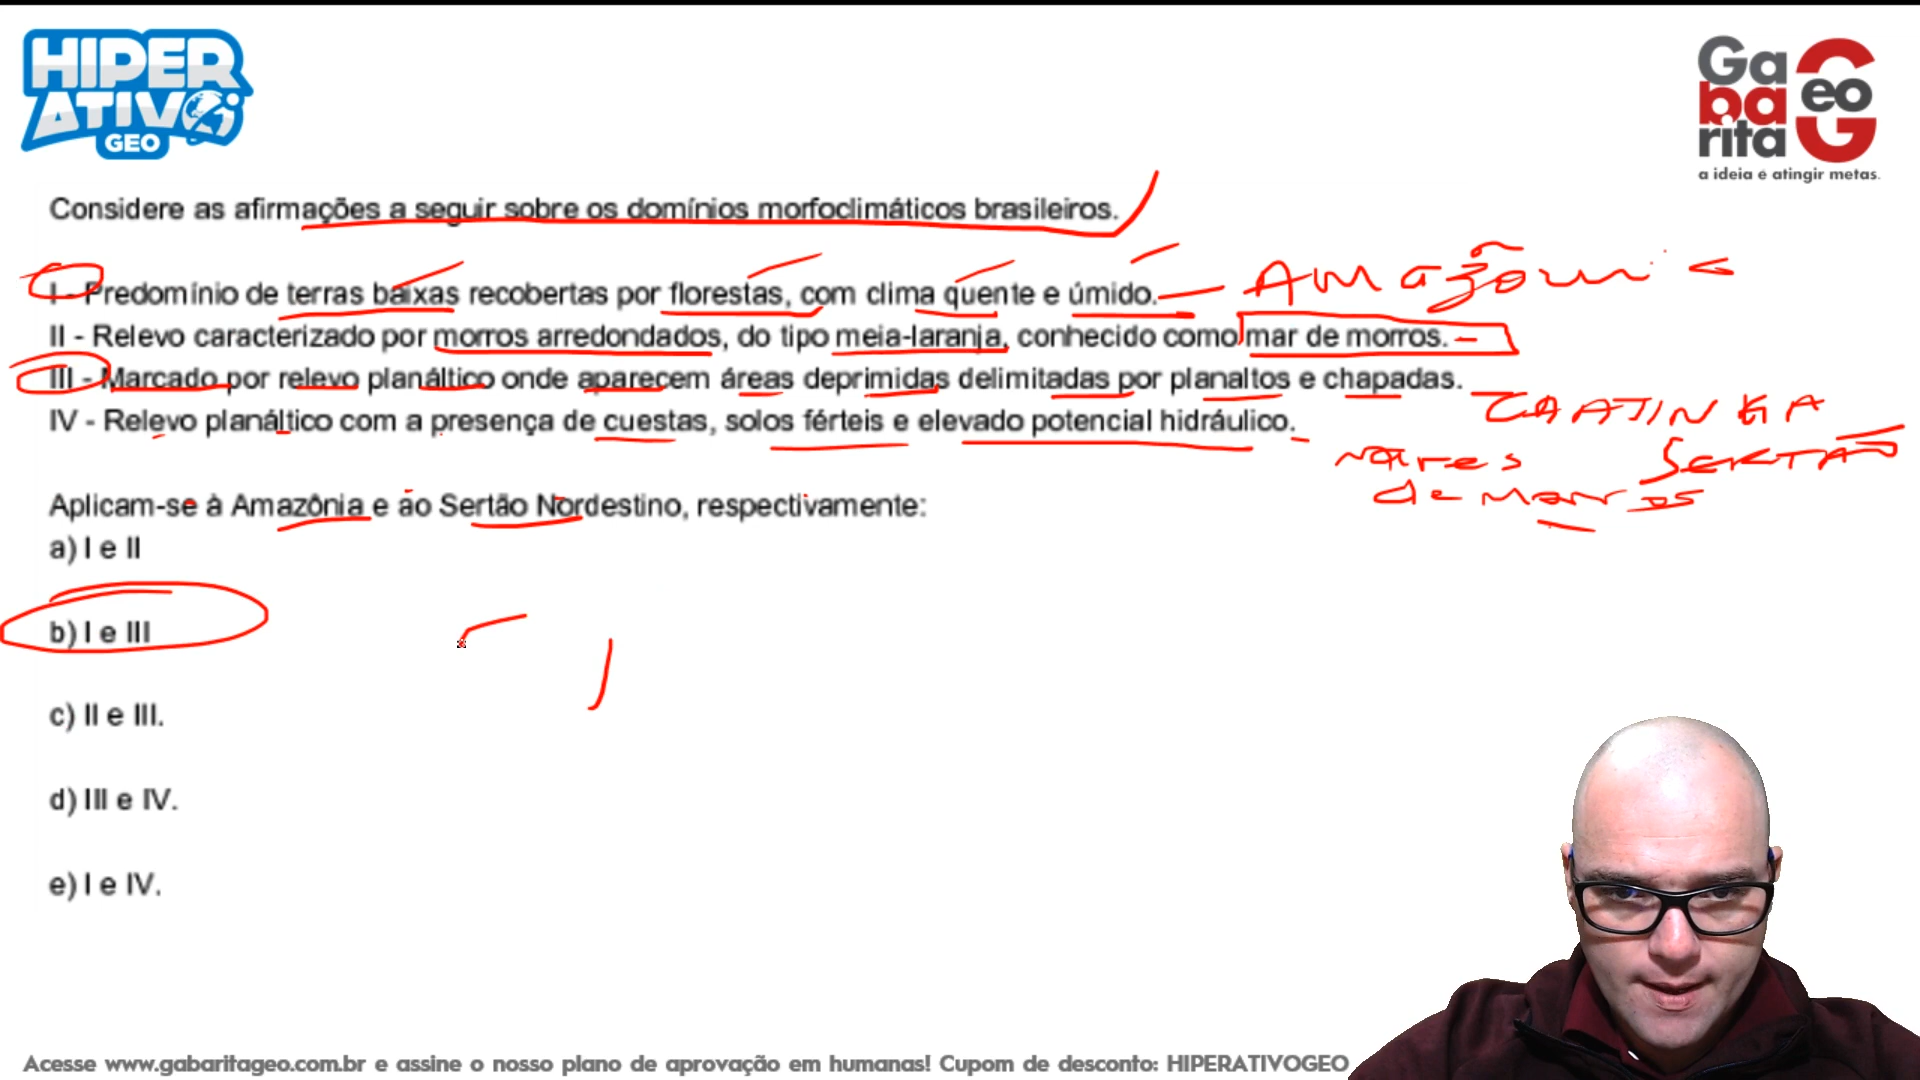 HIPER
ATIVO
GEO
Ga
ba
rita
Geo
a ideia é atingir metas.
Considere as afirmações a seguir sobre os domínios morfoclimáticos brasileiros.
I - Predomínio de terras baixas recobertas por florestas, com clima quente e úmido.
II - Relevo caracterizado por morros arredondados, do tipo meia-laranja, conhecido como mar de morros.
III - Marcado por relevo planáltico onde aparecem áreas deprimidas delimitadas por planaltos e chapadas.
IV - Relevo planáltico com a presença de cuestas, solos férteis e elevado potencial hidráulico.
CAATINGA
SERTÃO
mares
de morros
Aplicam-se à Amazônia e ao Sertão Nordestino, respectivamente:
a) I e II
b) I e III
c) II e III.
d) III e IV.
e) I e IV.
Acesse www.gabaritageo.com.br e assine o nosso plano de aprovação em humanas! Cupom de desconto: HIPERATIVOGEO